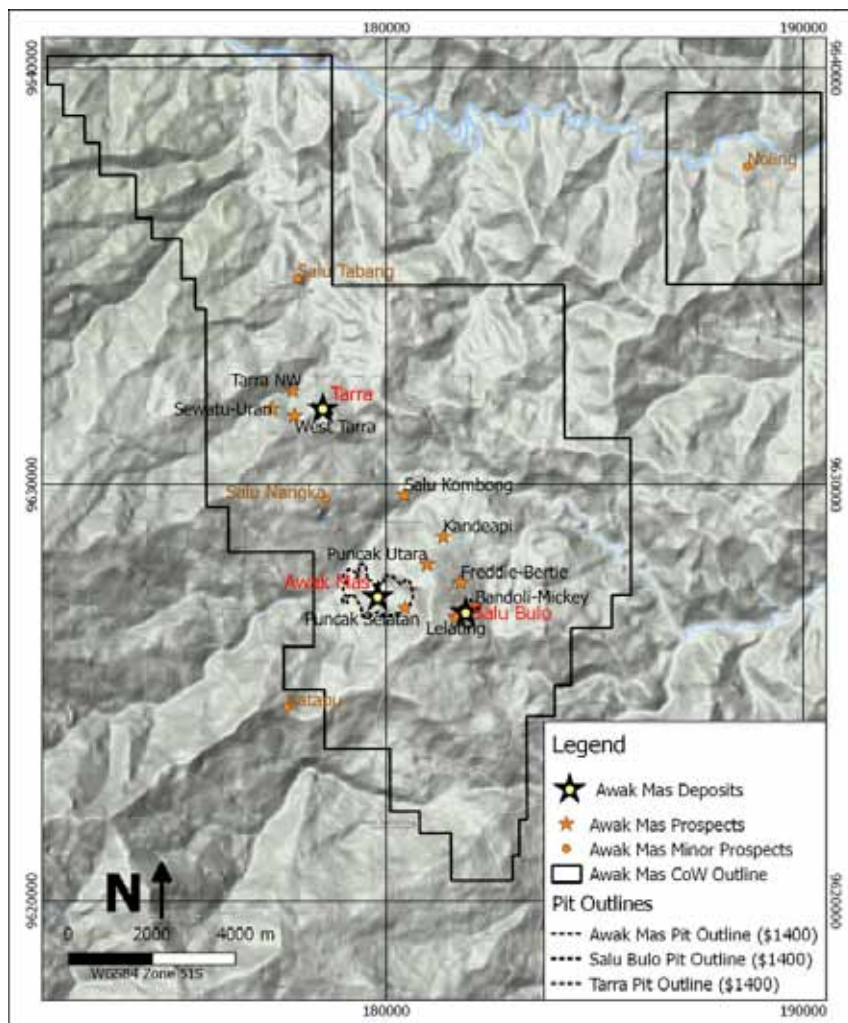 180000
190000
9640000
9640000
Noling
Salu Tabang
Tarra NW
Tarra
Sewatu-Uran
West Tarra
9630000
9630000
Salu Nangka
Salu Kombong
Kandeapi
Puncak Utara
Awak Mas
Freddie-Bertie
Bandoli-Mickey
Puncak Selatan
Salu Bulo
Lelating
Legend
Awak Mas Deposits
Awak Mas Prospects
Awak Mas Minor Prospects
Awak Mas CoW Outline
Pit Outlines
Awak Mas Pit Outline ($1400)
Salu Bulo Pit Outline ($1400)
Tarra Pit Outline ($1400)
9620000
9620000
N
0 2000 4000 m
WGS84 Zone 51S
180000
190000